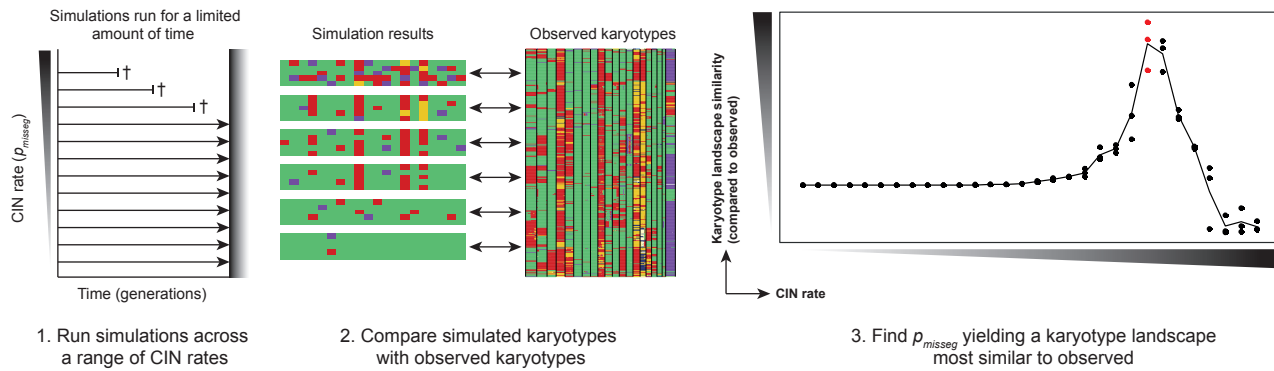 Simulations run for a limited
amount of time
CIN rate (p_misseg)
†
†
†
Time (generations)
1. Run simulations across
a range of CIN rates
Simulation results
Observed karyotypes
2. Compare simulated karyotypes
with observed karyotypes
Karyotype landscape similarity
(compared to observed)
CIN rate
3. Find p_misseg yielding a karyotype landscape
most similar to observed